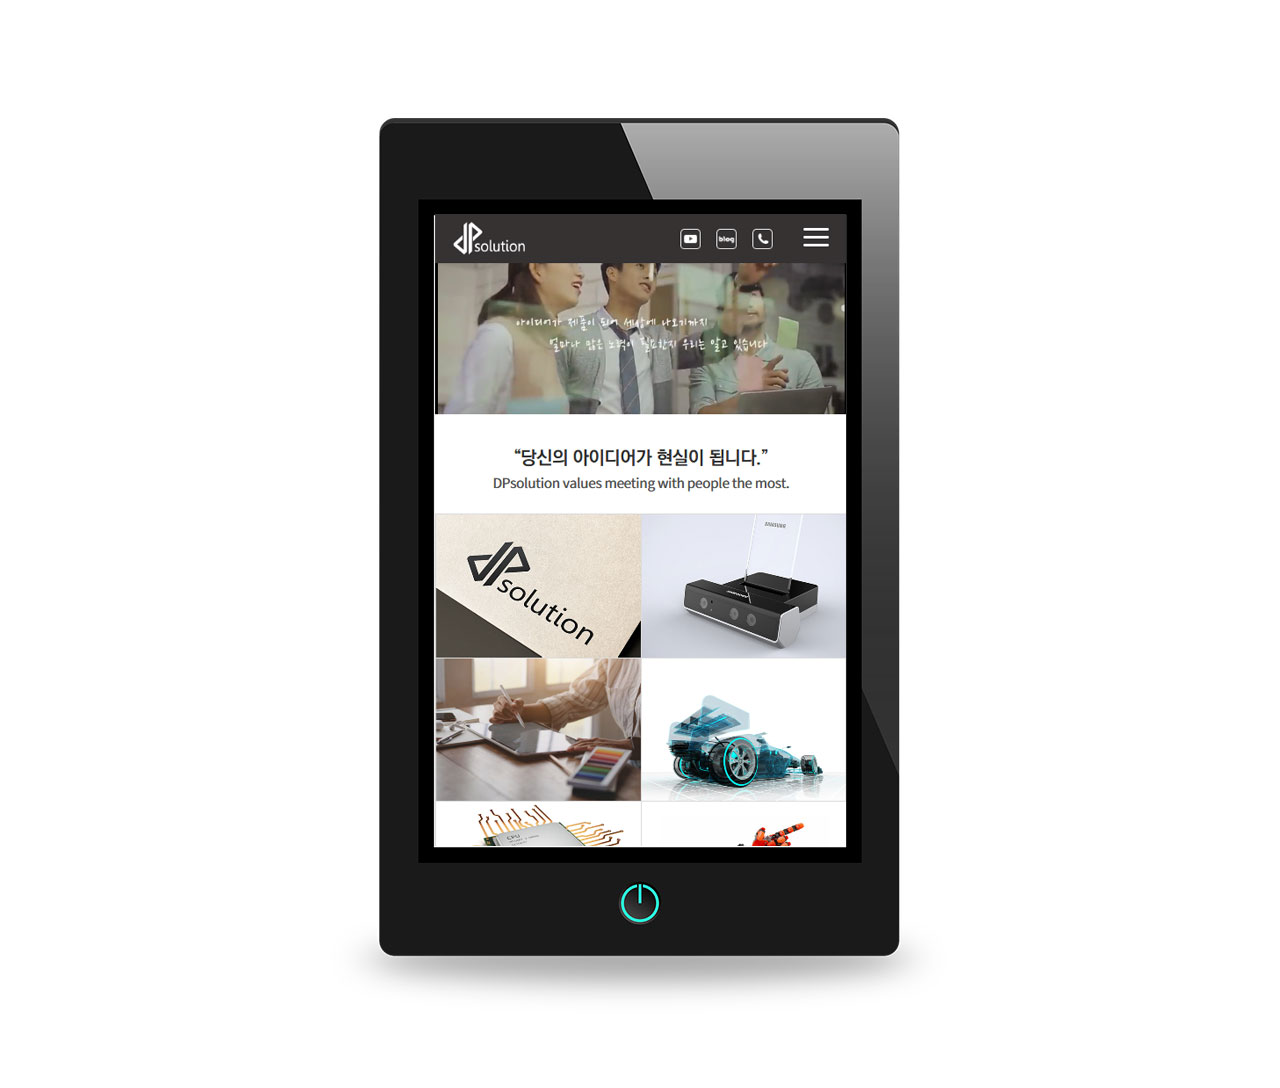 dPsolution
blog
아이디어가 제품이 되어 세상에 나오기까지
얼마나 많은 노력이 필요한지 우리는 알고 있습니다
“당신의 아이디어가 현실이 됩니다.”
DPsolution values meeting with people the most.
dPsolution
SAMSUNG
SAMSUNG
CPU